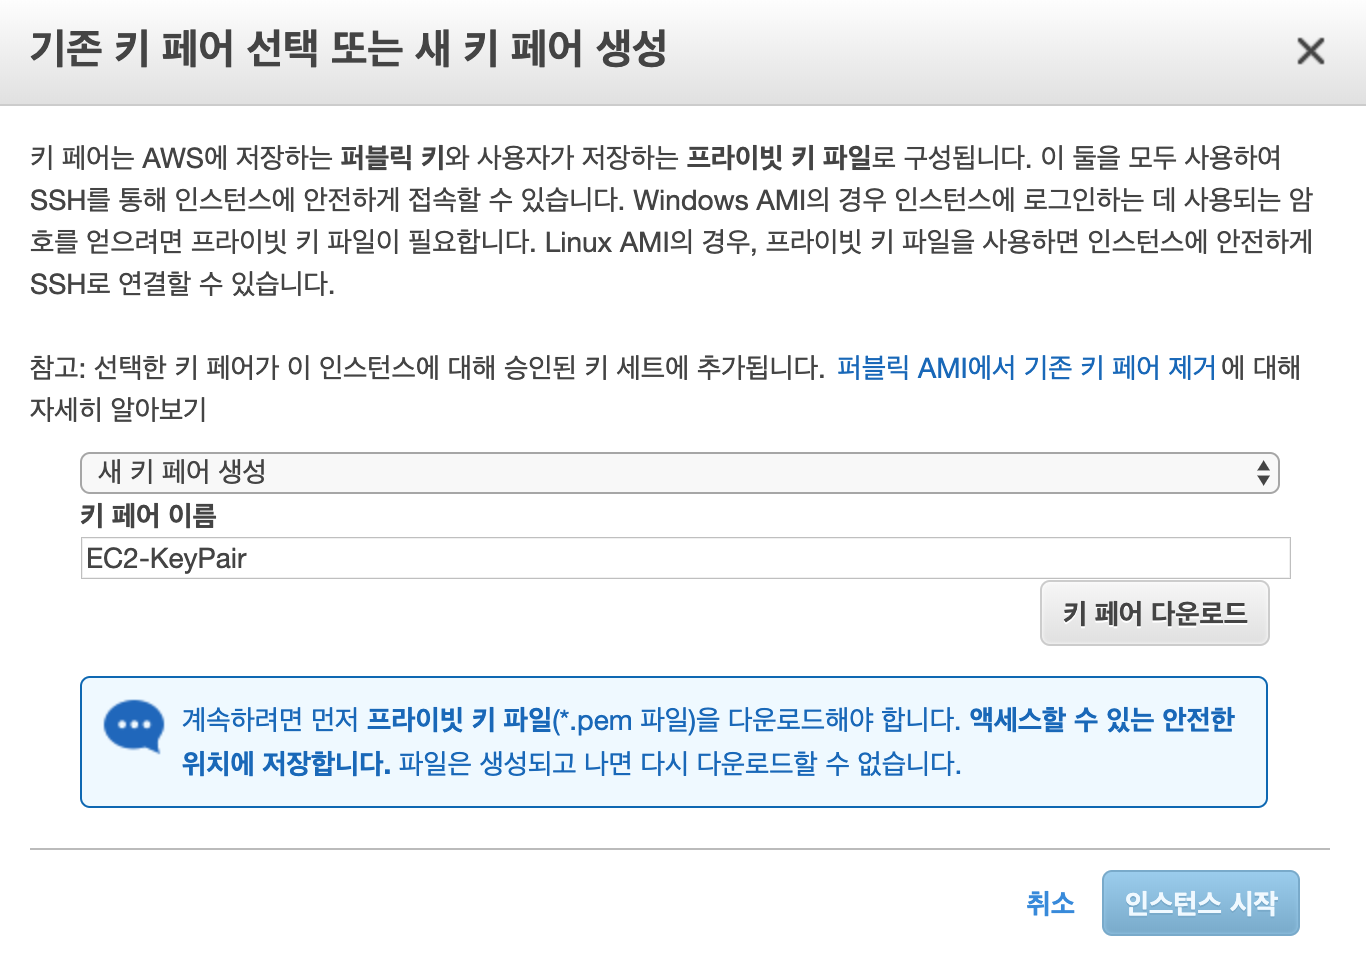 기존 키 페어 선택 또는 새 키 페어 생성
키 페어는 AWS에 저장하는 퍼블릭 키와 사용자가 저장하는 프라이빗 키 파일로 구성됩니다. 이 둘을 모두 사용하여
SSH를 통해 인스턴스에 안전하게 접속할 수 있습니다. Windows AMI의 경우 인스턴스에 로그인하는 데 사용되는 암
호를 얻으려면 프라이빗 키 파일이 필요합니다. Linux AMI의 경우, 프라이빗 키 파일을 사용하면 인스턴스에 안전하게
SSH로 연결할 수 있습니다.
참고: 선택한 키 페어가 이 인스턴스에 대해 승인된 키 세트에 추가됩니다. 퍼블릭 AMI에서 기존 키 페어 제거에 대해
자세히 알아보기
새 키 페어 생성
키 페어 이름
EC2-KeyPair
키 페어 다운로드
계속하려면 먼저 프라이빗 키 파일(*.pem 파일)을 다운로드해야 합니다. 액세스할 수 있는 안전한
위치에 저장합니다. 파일은 생성되고 나면 다시 다운로드할 수 없습니다.
취소
인스턴스 시작